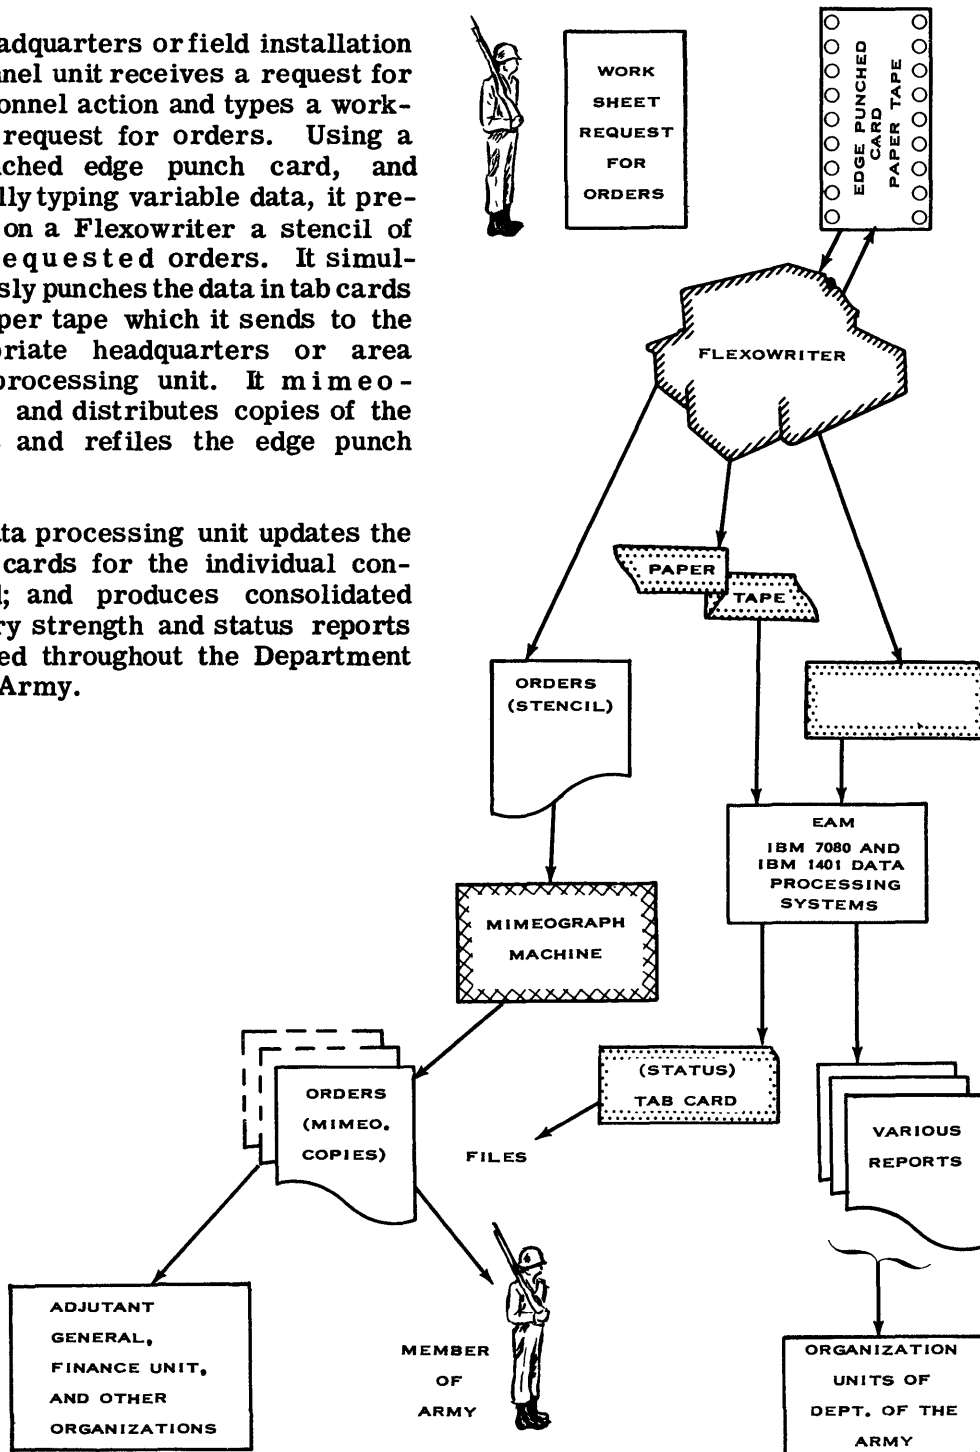 adquarters or field installation
nel unit receives a request for
onnel action and types a work-
request for orders. Using a
ched edge punch card, and
lly typing variable data, it pre-
on a Flexowriter a stencil of
equested orders. It simul-
sly punches the data in tab cards
per tape which it sends to the
riate headquarters or area
processing unit. It mimeo-
and distributes copies of the
and refiles the edge punch
ta processing unit updates the
cards for the individual con-
; and produces consolidated
ry strength and status reports
ed throughout the Department
Army.
WORK
SHEET
REQUEST
FOR
ORDERS
EDGE PUNCHED
CARD
PAPER TAPE
FLEXOWRITER
PAPER
TAPE
ORDERS
(STENCIL)
EAM
IBM 7080 AND
IBM 1401 DATA
PROCESSING
SYSTEMS
MIMEOGRAPH
MACHINE
(STATUS)
TAB CARD
ORDERS
(MIMEO.
COPIES)
FILES
VARIOUS
REPORTS
ADJUTANT
GENERAL,
FINANCE UNIT,
AND OTHER
ORGANIZATIONS
MEMBER
OF
ARMY
ORGANIZATION
UNITS OF
DEPT. OF THE
ARMY